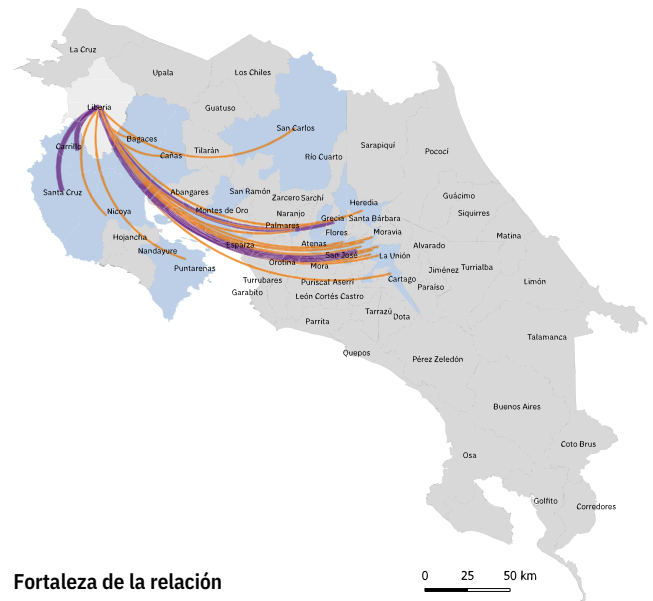 La Cruz
Upala
Los Chiles
Liberia
Guatuso
San Carlos
Bagaces
Carrillo
Cañas
Tilarán
Río Cuarto
Sarapiquí
Pococí
Santa Cruz
Abangares
San Ramón
Zarcero
Sarchí
Guácimo
Nicoya
Montes de Oro
Naranjo
Heredia
Siquirres
Palmares
Grecia
Santa Bárbara
Hojancha
Flores
Moravia
Matina
Nandayure
Esparza
Atenas
Alvarado
San José
La Unión
Puntarenas
Orotina
Mora
Jiménez
Turrialba
Turrubares
Puriscal
Aserrí
Cartago
Paraíso
Limón
Garabito
León Cortés Castro
Tarrazú
Dota
Parrita
Talamanca
Quepos
Pérez Zeledón
Buenos Aires
Coto Brus
Osa
Golfito
Corredores
Fortaleza de la relación
0 25 50 km